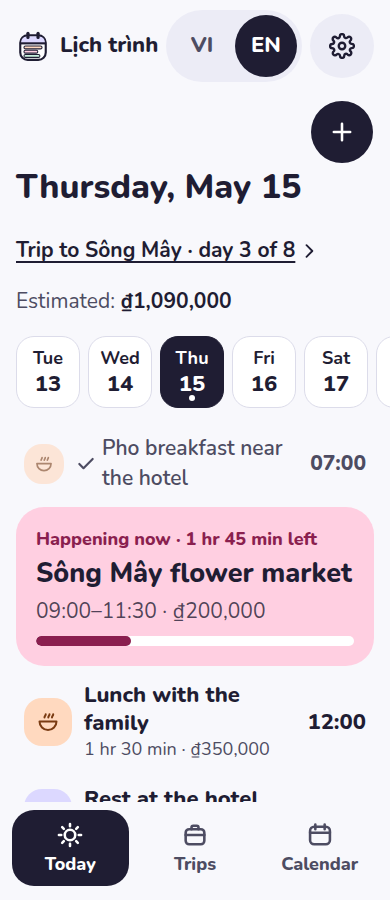 Lịch trình
VI
EN
Thursday, May 15
Trip to Sông Mây · day 3 of 8
Estimated: ₫1,090,000
Tue
13
Wed
14
Thu
15
Fri
16
Sat
17
Pho breakfast near
the hotel
07:00
Happening now · 1 hr 45 min left
Sông Mây flower market
09:00–11:30 · ₫200,000
Lunch with the
family
12:00
1 hr 30 min · ₫350,000
Rest at the hotel
Today
Trips
Calendar